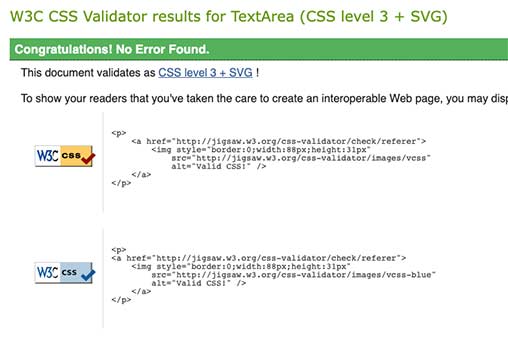 W3C CSS Validator results for TextArea (CSS level 3 + SVG)
Congratulations! No Error Found.
This document validates as CSS level 3 + SVG !
To show your readers that you've taken the care to create an interoperable Web page, you may disp
W3C css
<p>
<a href="http://jigsaw.w3.org/css-validator/check/referer">
<img style="border:0;width:88px;height:31px"
src="http://jigsaw.w3.org/css-validator/images/vcss"
alt="Valid CSS!" />
</a>
</p>
W3C css
<p>
<a href="http://jigsaw.w3.org/css-validator/check/referer">
<img style="border:0;width:88px;height:31px"
src="http://jigsaw.w3.org/css-validator/images/vcss-blue"
alt="Valid CSS!" />
</a>
</p>